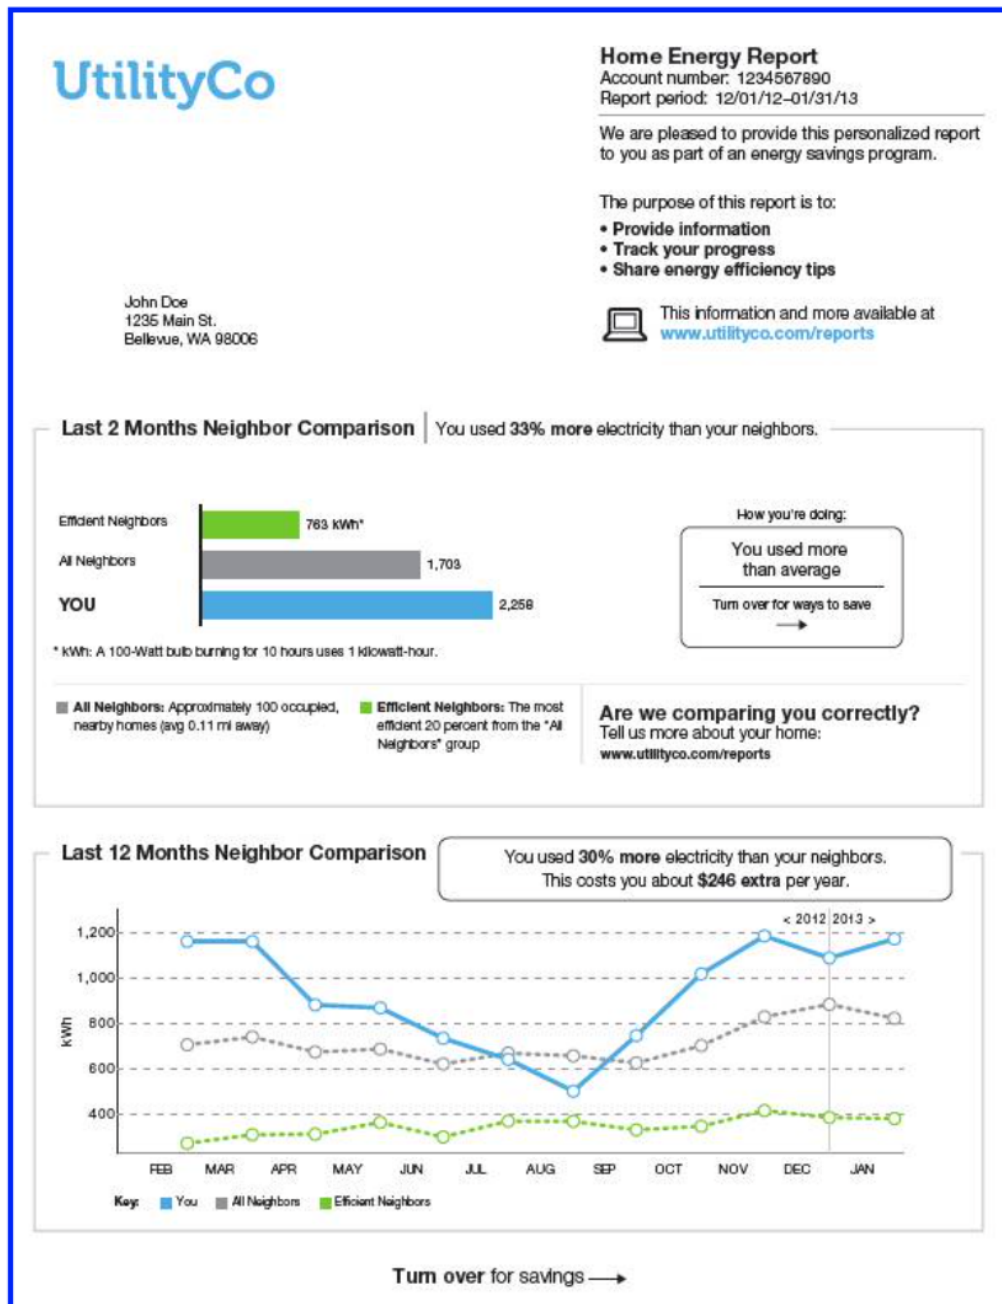 UtilityCo
Home Energy Report
Account number: 1234567890
Report period: 12/01/12–01/31/13
We are pleased to provide this personalized report
to you as part of an energy savings program.
The purpose of this report is to:
• Provide information
• Track your progress
• Share energy efficiency tips
This information and more available at
www.utilityco.com/reports
John Doe
1235 Main St.
Bellevue, WA 98006
Last 2 Months Neighbor Comparison | You used 33% more electricity than your neighbors.
Efficient Neighbors 763 kWh*
All Neighbors 1,703
YOU 2,259
* kWh: A 100-Watt bulb burning for 10 hours uses 1 kilowatt-hour.
How you're doing:
You used more
than average
Turn over for ways to save
All Neighbors: Approximately 100 occupied,
nearby homes (avg 0.11 mi away)
Efficient Neighbors: The most
efficient 20 percent from the "All
Neighbors" group
Are we comparing you correctly?
Tell us more about your home:
www.utilityco.com/reports
Last 12 Months Neighbor Comparison
You used 30% more electricity than your neighbors.
This costs you about $246 extra per year.
< 2012 2013 >
1,200
1,000
800
600
400
kWh
FEB MAR APR MAY JUN JUL AUG SEP OCT NOV DEC JAN
Key: You All Neighbors Efficient Neighbors
Turn over for savings